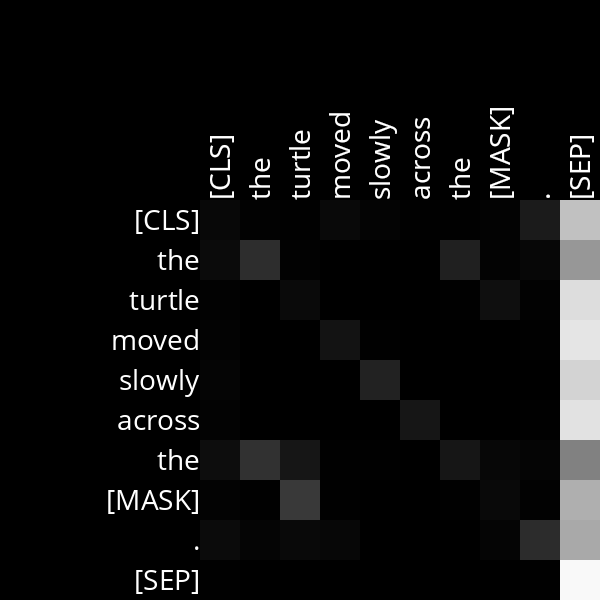 [CLS] the turtle moved slowly across the [MASK] . [SEP]
[CLS]
the
turtle
moved
slowly
across
the
[MASK]
.
[SEP]